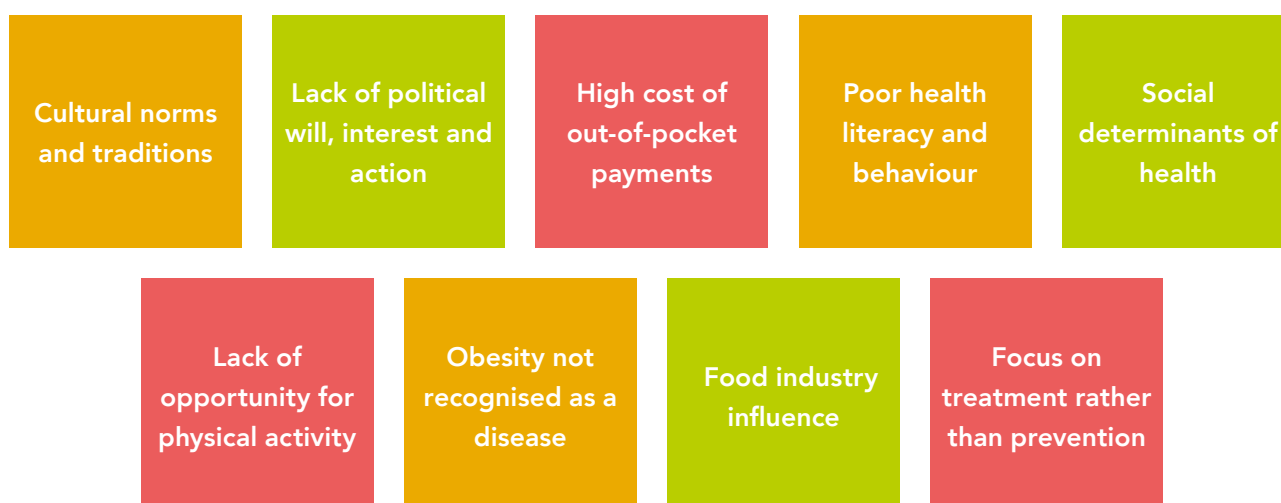 Cultural norms
and traditions
Lack of political
will, interest and
action
High cost of
out-of-pocket
payments
Poor health
literacy and
behaviour
Social
determinants of
health
Lack of
opportunity for
physical activity
Obesity not
recognised as a
disease
Food industry
influence
Focus on
treatment rather
than prevention